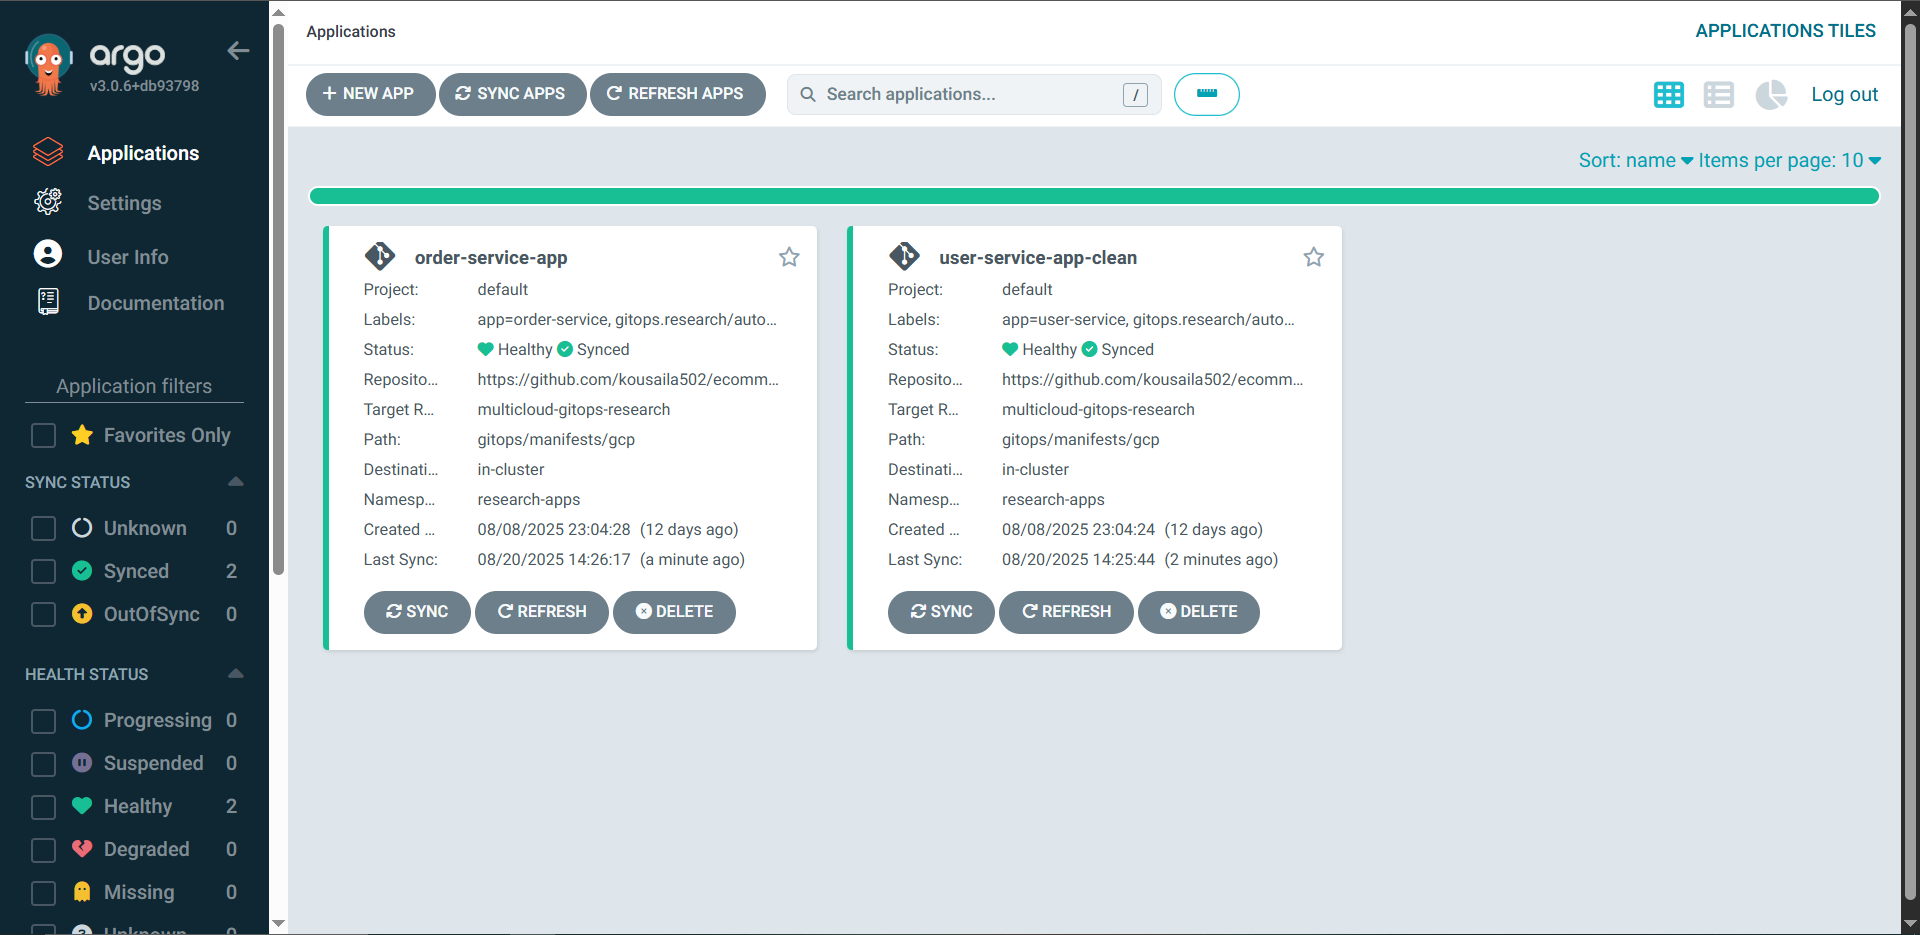 argo
v3.0.6+db93798
Applications
Settings
User Info
Documentation
Application filters
Favorites Only
SYNC STATUS
Unknown 0
Synced 2
OutOfSync 0
HEALTH STATUS
Progressing 0
Suspended 0
Healthy 2
Degraded 0
Missing 0
Unknown 0
Applications
APPLICATIONS TILES
NEW APP SYNC APPS REFRESH APPS Search applications... / Log out
Sort: name Items per page: 10
order-service-app
Project: default
Labels: app=order-service, gitops.research/auto...
Status: Healthy Synced
Reposito... https://github.com/kousaila502/ecomm...
Target R... multicloud-gitops-research
Path: gitops/manifests/gcp
Destinati... in-cluster
Namesp... research-apps
Created ... 08/08/2025 23:04:28 (12 days ago)
Last Sync: 08/20/2025 14:26:17 (a minute ago)
SYNC REFRESH DELETE
user-service-app-clean
Project: default
Labels: app=user-service, gitops.research/auto...
Status: Healthy Synced
Reposito... https://github.com/kousaila502/ecomm...
Target R... multicloud-gitops-research
Path: gitops/manifests/gcp
Destinati... in-cluster
Namesp... research-apps
Created ... 08/08/2025 23:04:24 (12 days ago)
Last Sync: 08/20/2025 14:25:44 (2 minutes ago)
SYNC REFRESH DELETE